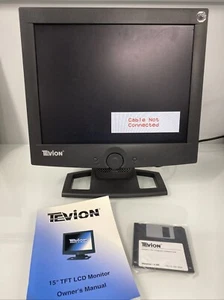 Cable Not
Connected
TEVION
TEVION
15" TFT LCD Monitor
Owner's Manual
TEVION